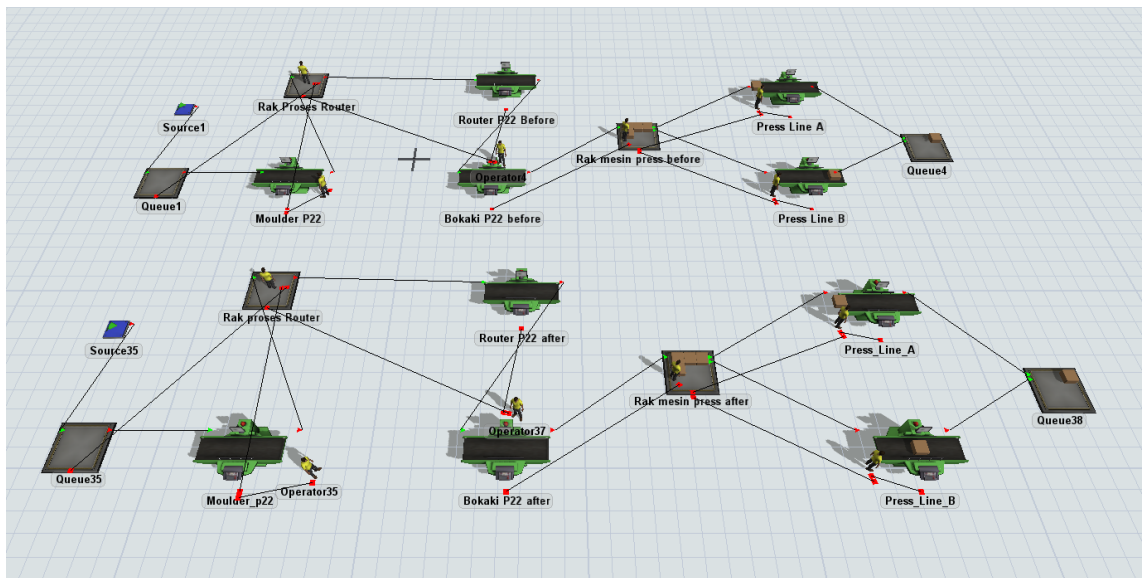 Rak Proses Router
Source1
Router P22 Before
Press Line A
Rak mesin press before
Queue4
Operator4
Queue1
Moulder P22
Bokaki P22 before
Press Line B
Rak proses Router
Source35
Router P22 after
Press_Line_A
Rak mesin press after
Queue38
Operator37
Queue35
Operator35
Moulder_p22
Bokaki P22 after
Press_Line_B